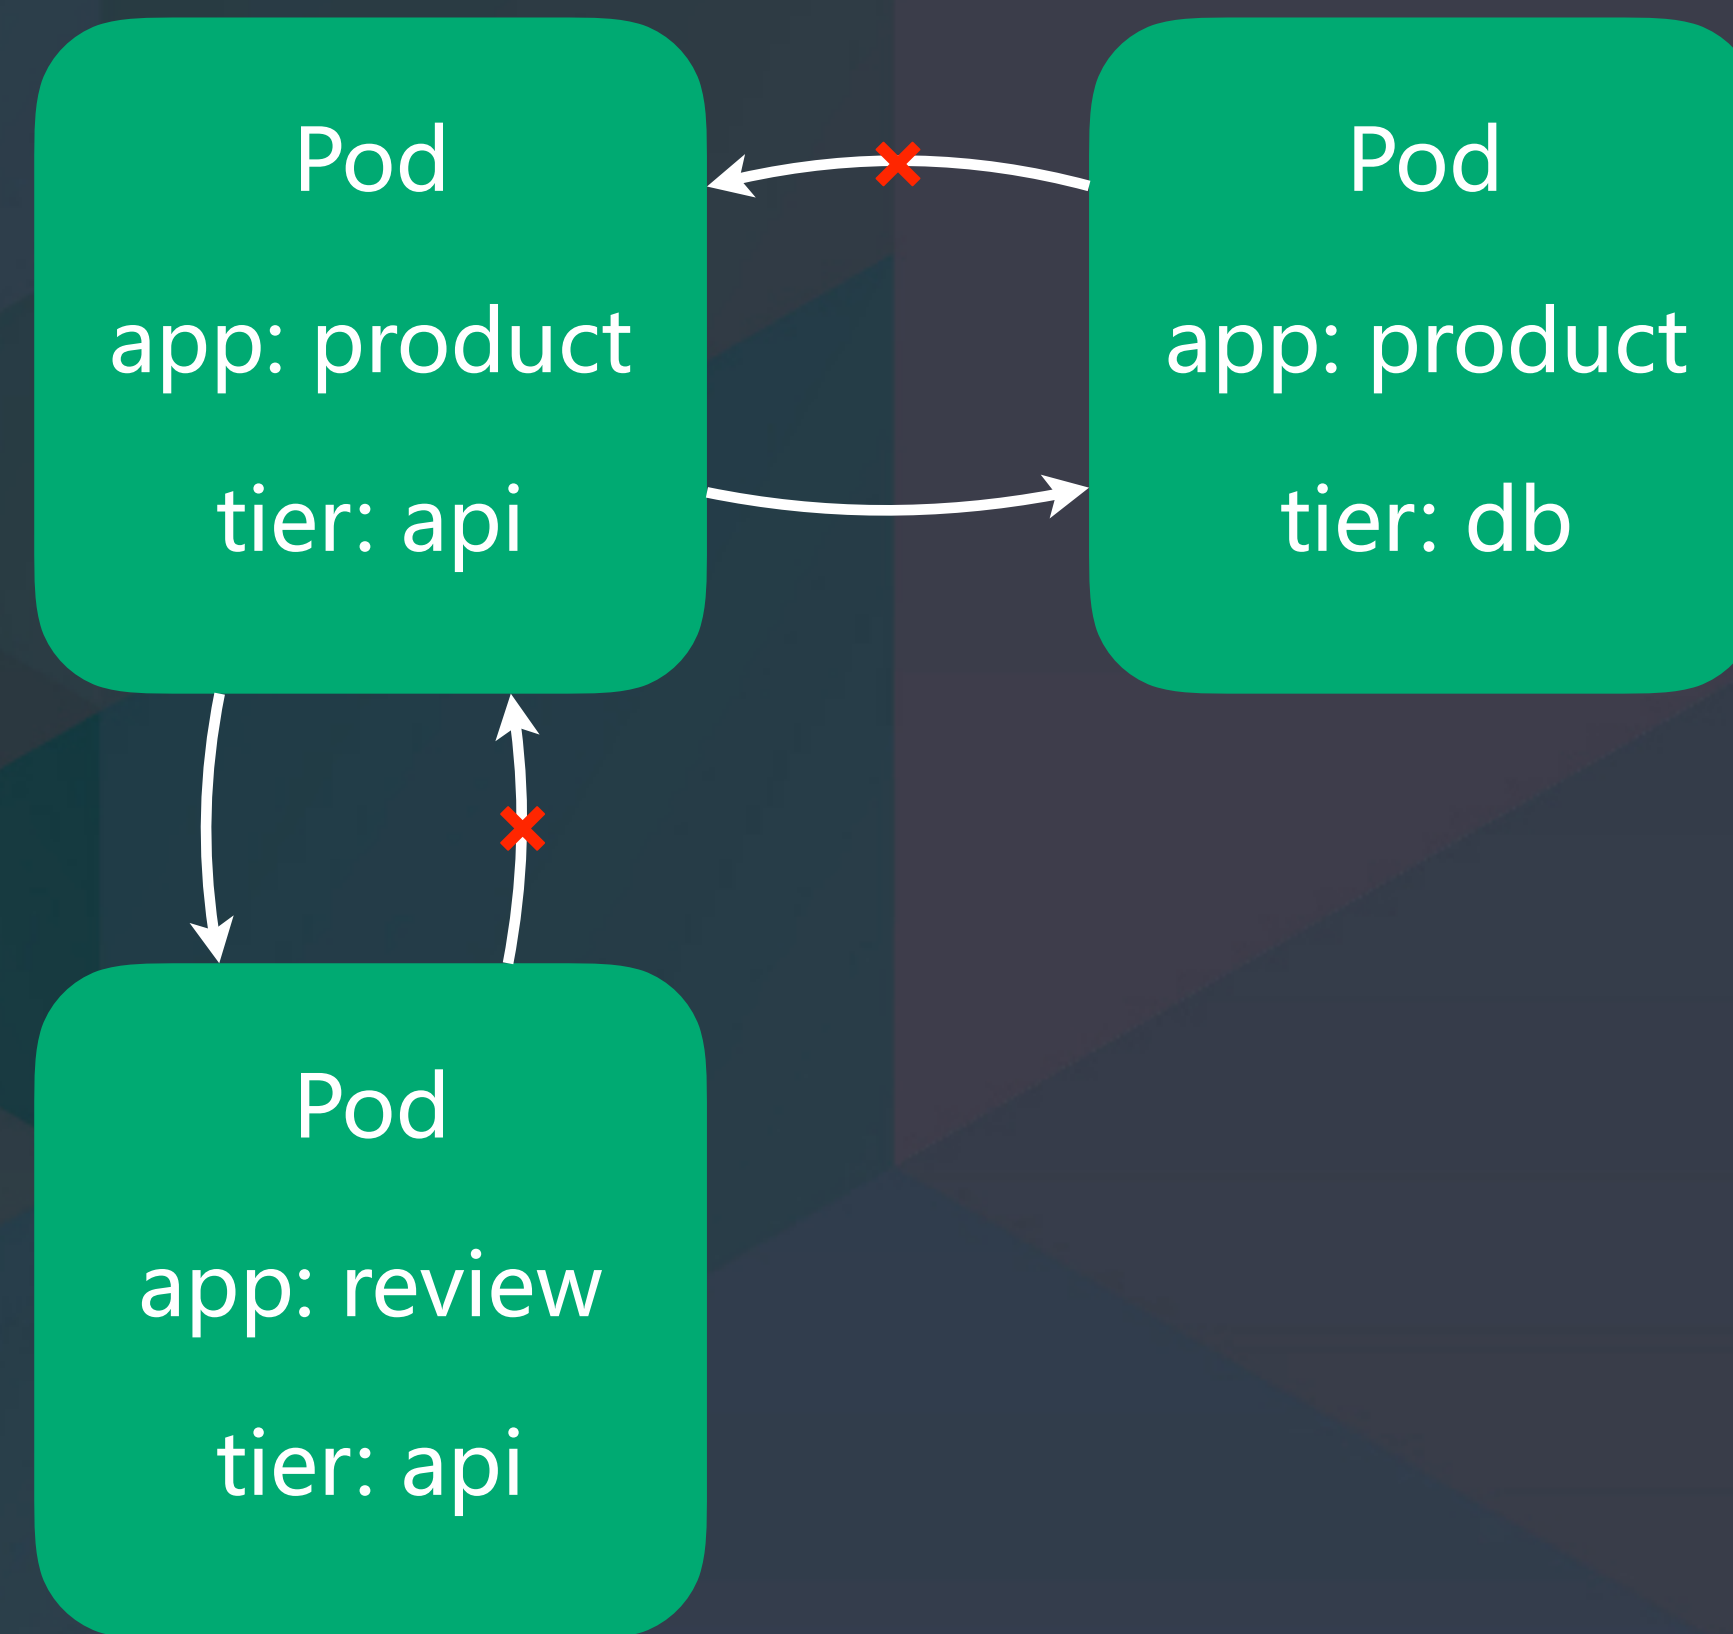 Pod
app: product
tier: api
Pod
app: product
tier: db
Pod
app: review
tier: api